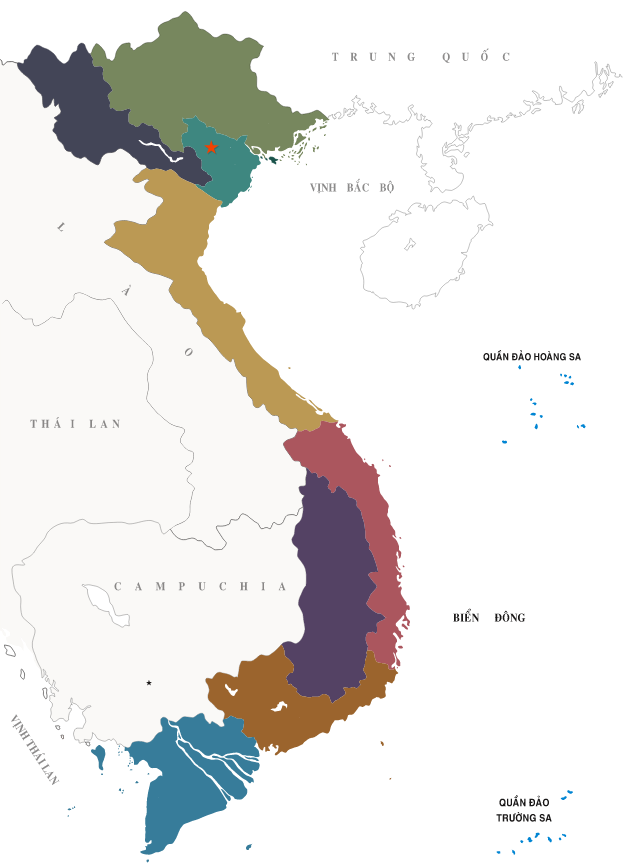 TRUNG QUỐC
VỊNH BẮC BỘ
LÀO
QUẦN ĐẢO HOÀNG SA
THÁI LAN
CAMPUCHIA
BIỂN ĐÔNG
VỊNH THÁI LAN
QUẦN ĐẢO
TRƯỜNG SA